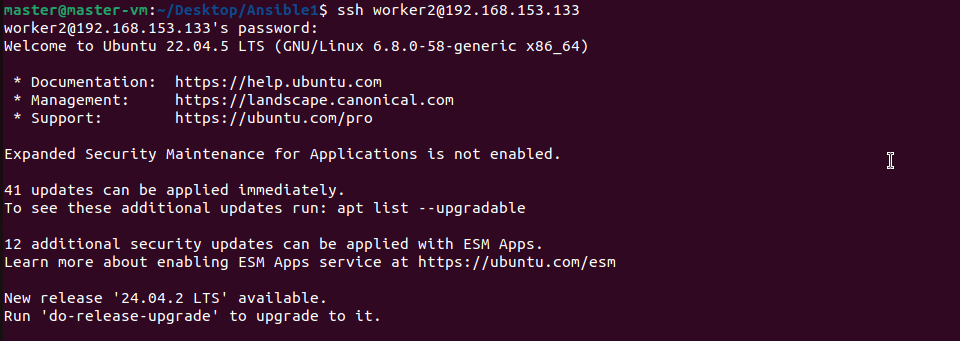 master@master-vm:~/Desktop/Ansible1$ ssh worker2@192.168.153.133
worker2@192.168.153.133's password:
Welcome to Ubuntu 22.04.5 LTS (GNU/Linux 6.8.0-58-generic x86_64)
* Documentation:  https://help.ubuntu.com
* Management:     https://landscape.canonical.com
* Support:        https://ubuntu.com/pro
Expanded Security Maintenance for Applications is not enabled.
41 updates can be applied immediately.
To see these additional updates run: apt list --upgradable
12 additional security updates can be applied with ESM Apps.
Learn more about enabling ESM Apps service at https://ubuntu.com/esm
New release '24.04.2 LTS' available.
Run 'do-release-upgrade' to upgrade to it.